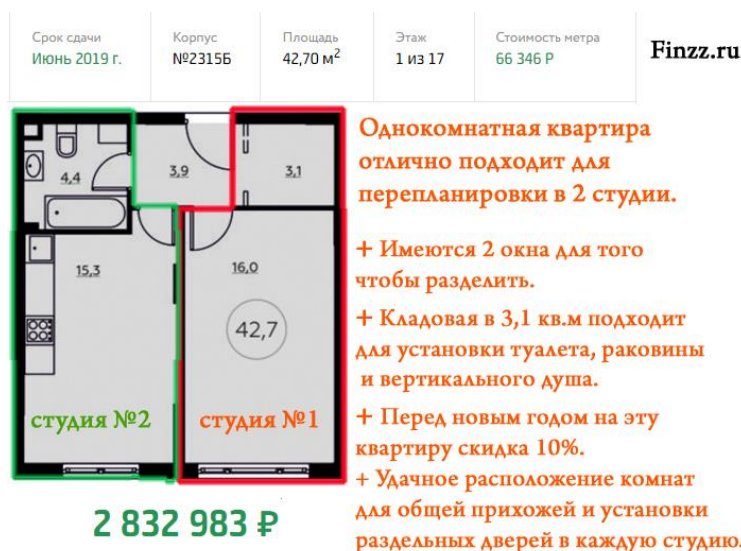 Срок сдачи
Июнь 2019 г.
Корпус
№2315Б
Площадь
42,70 м²
Этаж
1 из 17
Стоимость метра
66 346 Р
Finzz.ru
Однокомнатная квартира
отлично подходит для
перепланировки в 2 студии.
+ Имеются 2 окна для того
чтобы разделить.
+ Кладовая в 3,1 кв.м подходит
для установки туалета, раковины
и вертикального душа.
+ Перед новым годом на эту
квартиру скидка 10%.
+ Удачное расположение комнат
для общей прихожей и установки
раздельных дверей в каждую студию.
4,4
3,9
3,1
15,3
16,0
42,7
студия №2
студия №1
2 832 983 ₽